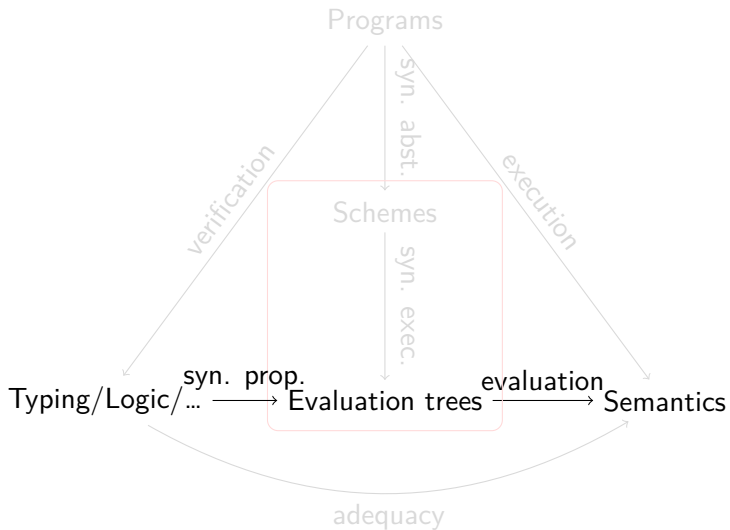 Programs
syn. abst.
verification
execution
Schemes
syn. exec.
syn. prop.
evaluation
Typing/Logic/...
Evaluation trees
Semantics
adequacy